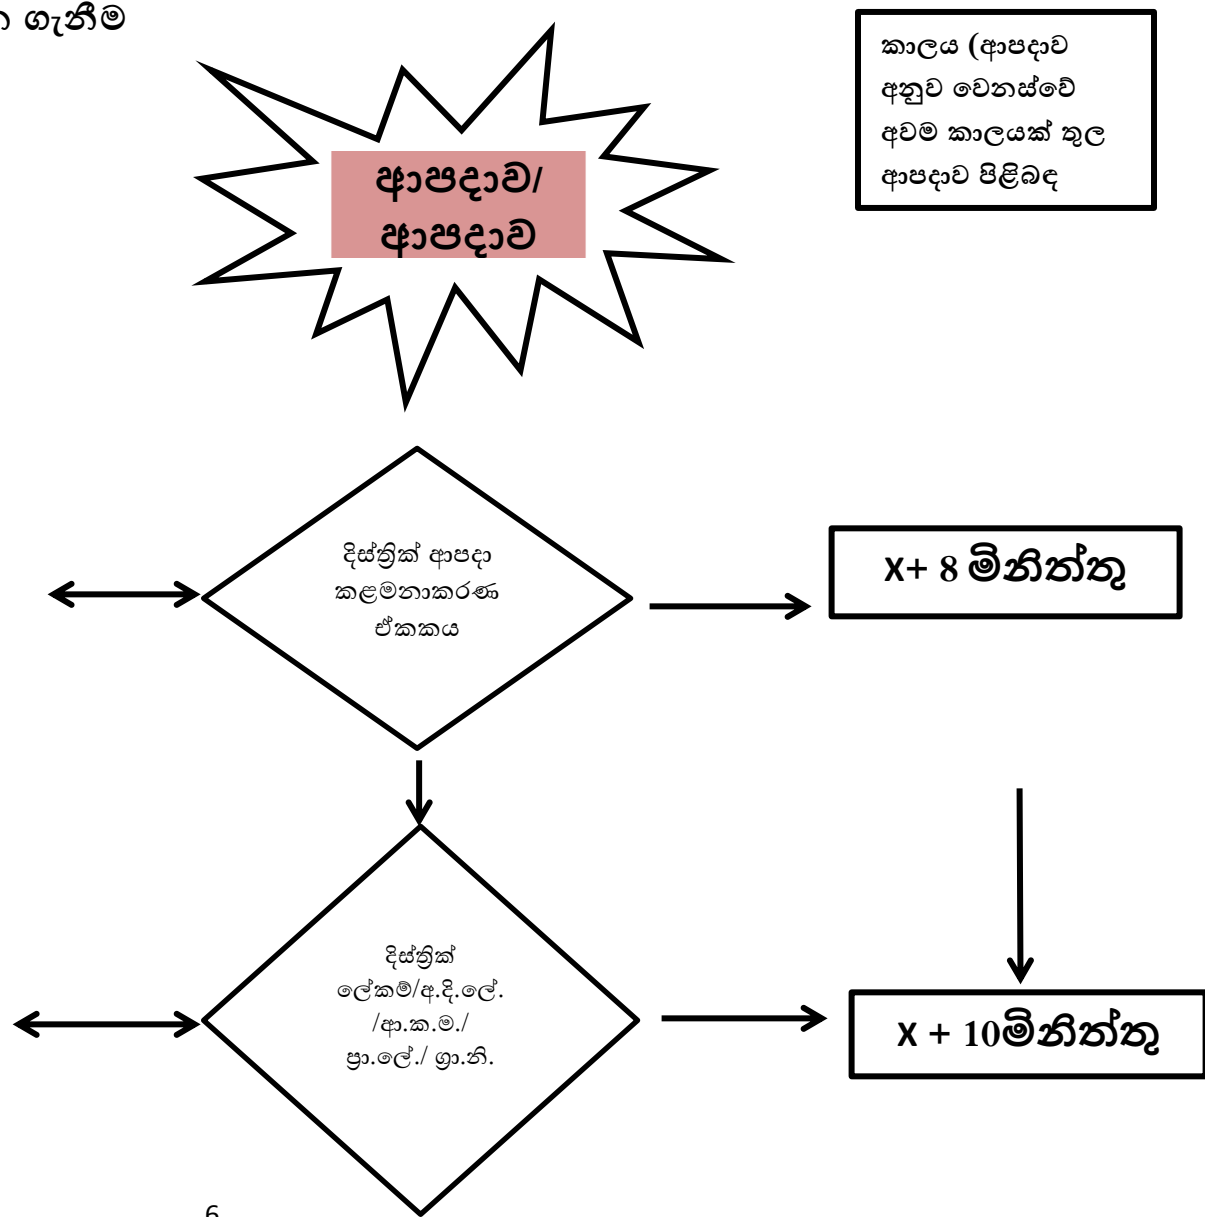 ගැනීම
කාලය (ආපදාව
අනුව වෙනස්වේ
අවම කාලයක් තුල
ආපදාව පිළිබඳ
ආපදාව/
ආපදාව
දිස්ත්‍රික් ආපදා
කළමනාකරණ
ඒකකය
X+ 8 මිනිත්තු
දිස්ත්‍රික්
ලේකම්/අ.දි.ලේ.
/ආ.ක.ම./
ප්‍රා.ලේ./ ග්‍රා.නි.
X + 10මිනිත්තු
6